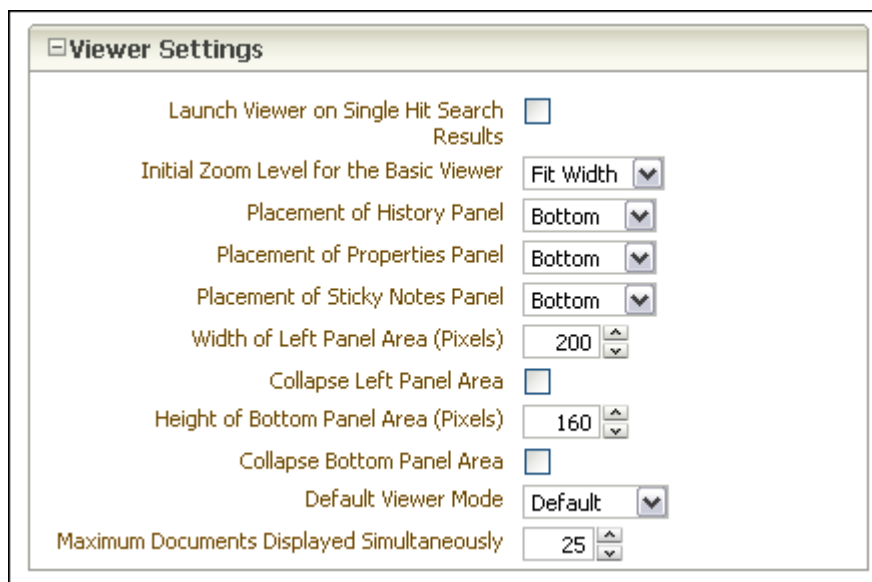 Viewer Settings
Launch Viewer on Single Hit Search
Results
Initial Zoom Level for the Basic Viewer Fit Width
Placement of History Panel Bottom
Placement of Properties Panel Bottom
Placement of Sticky Notes Panel Bottom
Width of Left Panel Area (Pixels) 200
Collapse Left Panel Area
Height of Bottom Panel Area (Pixels) 160
Collapse Bottom Panel Area
Default Viewer Mode Default
Maximum Documents Displayed Simultaneously 25